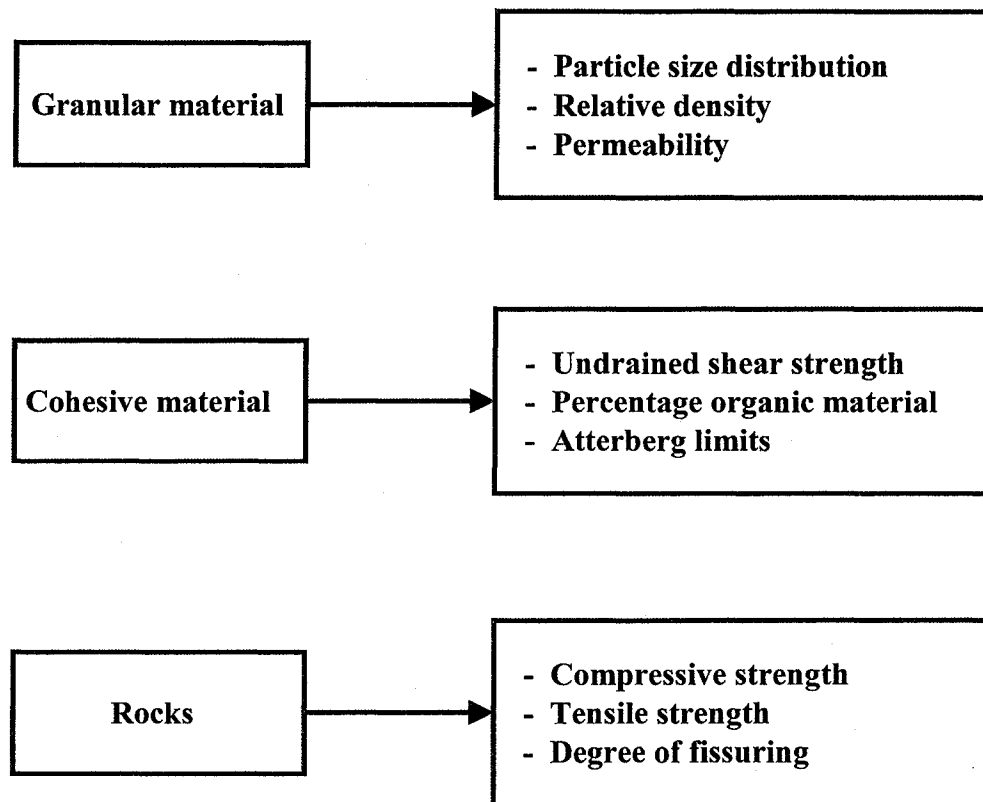 Granular material
- Particle size distribution
- Relative density
- Permeability
Cohesive material
- Undrained shear strength
- Percentage organic material
- Atterberg limits
Rocks
- Compressive strength
- Tensile strength
- Degree of fissuring